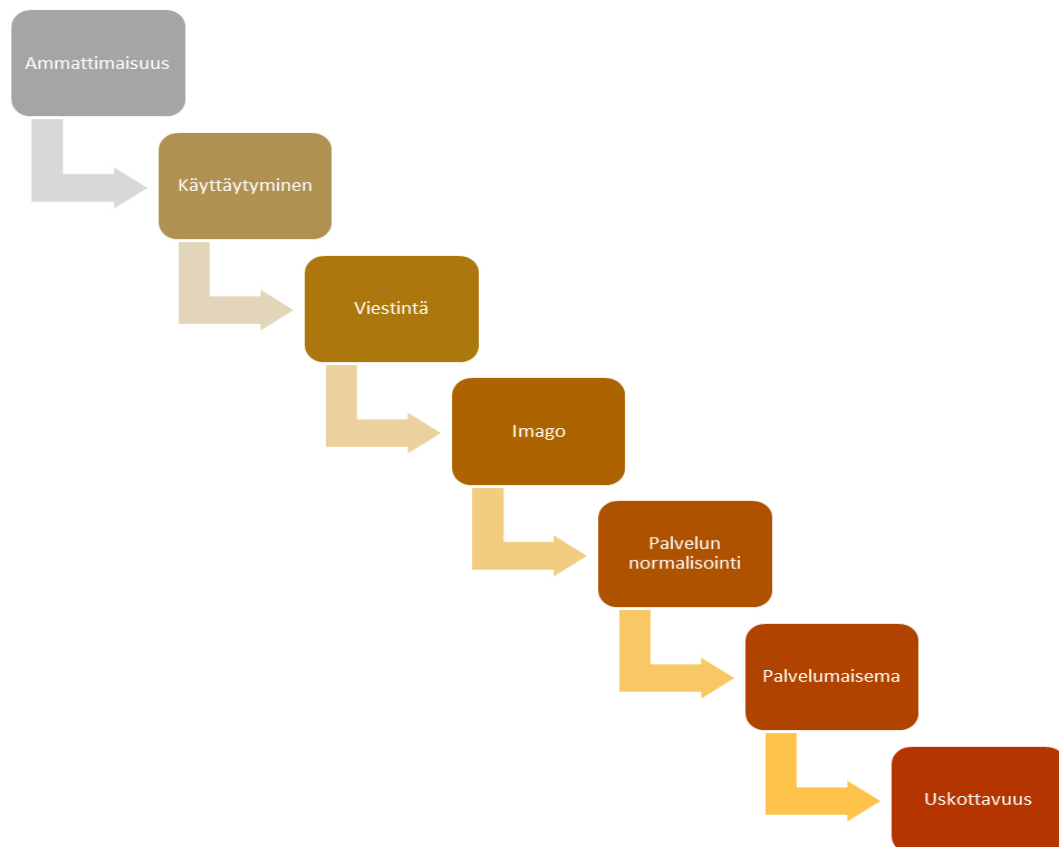 Ammattimaisuus
Käyttäytyminen
Viestintä
Imago
Palvelun
normalisointi
Palvelumaisema
Uskottavuus